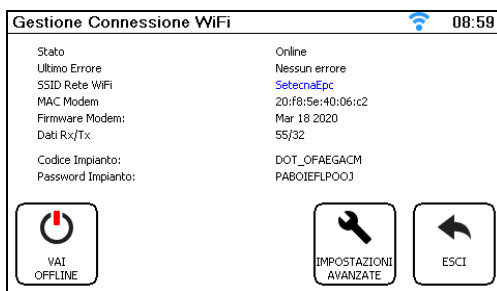 Gestione Connessione WiFi 08:59
Stato Online
Ultimo Errore Nessun errore
SSID Rete WiFi SetecnaEpc
MAC Modem 20:f8:5e:40:06:c2
Firmware Modem: Mar 18 2020
Dati Rx/Tx 55/32
Codice Impianto: DOT_OFAEGACM
Password Impianto: PABOIEFLPOOJ
VAI
OFFLINE
IMPOSTAZIONI
AVANZATE
ESCI